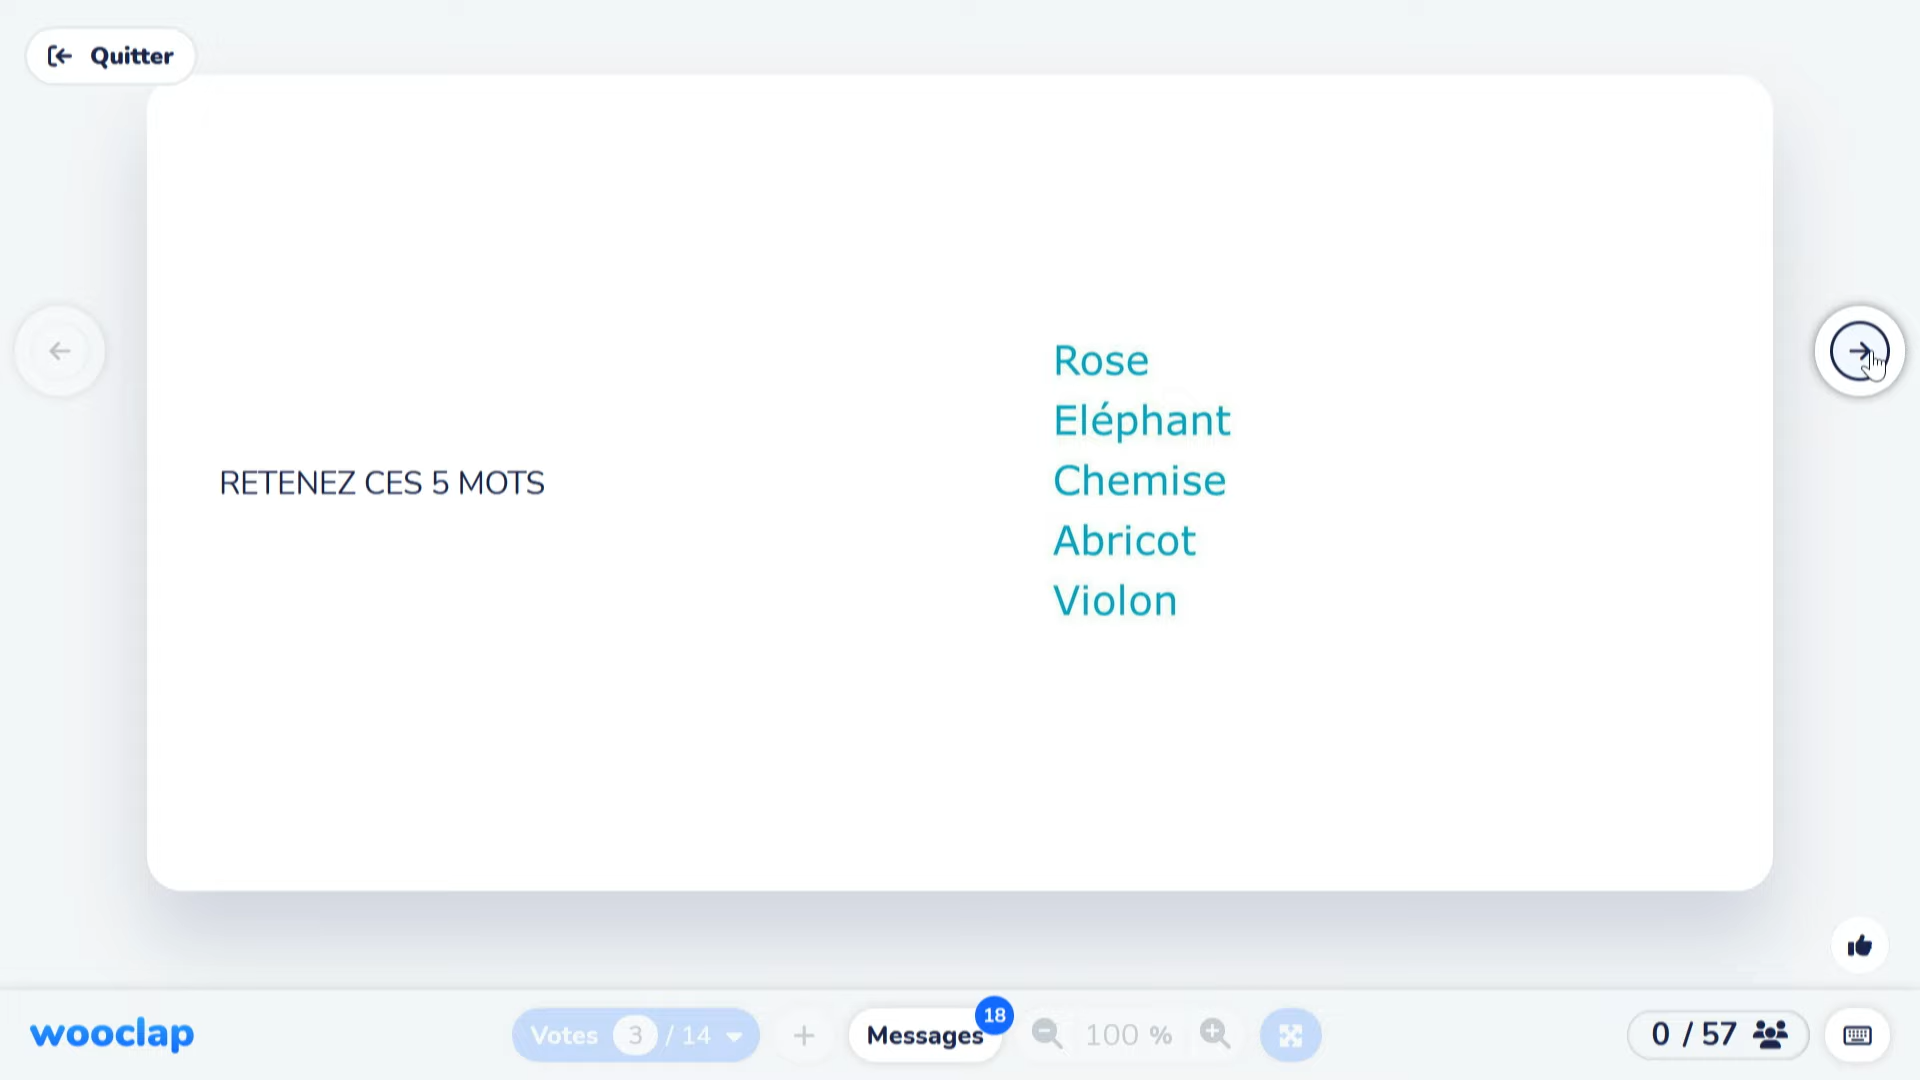 Quitter
RETENEZ CES 5 MOTS
Rose
Eléphant
Chemise
Abricot
Violon
wooclap
Votes 3 / 14
+
Messages 18
100 %
0 / 57